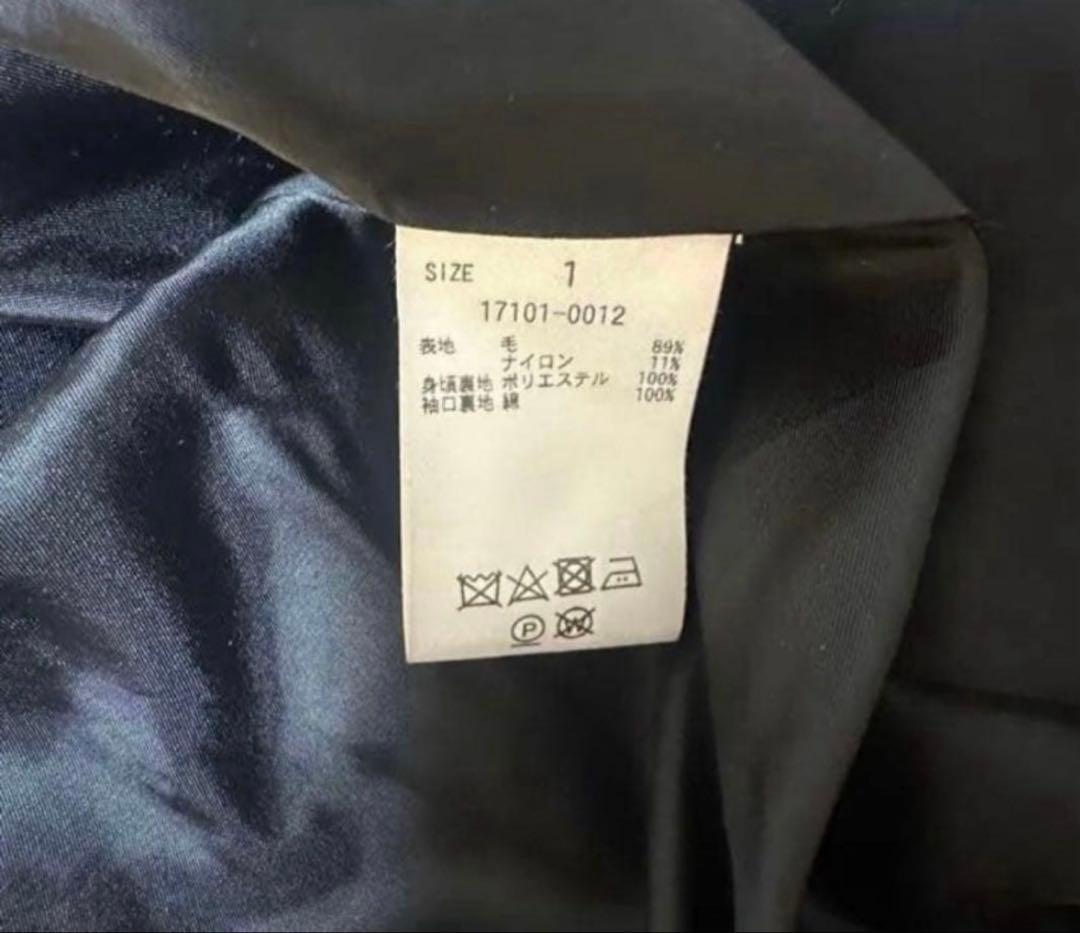 SIZE 1
17101-0012
表地 毛 89%
ナイロン 11%
身頃裏地 ポリエステル 100%
袖口裏地 綿 100%
P W